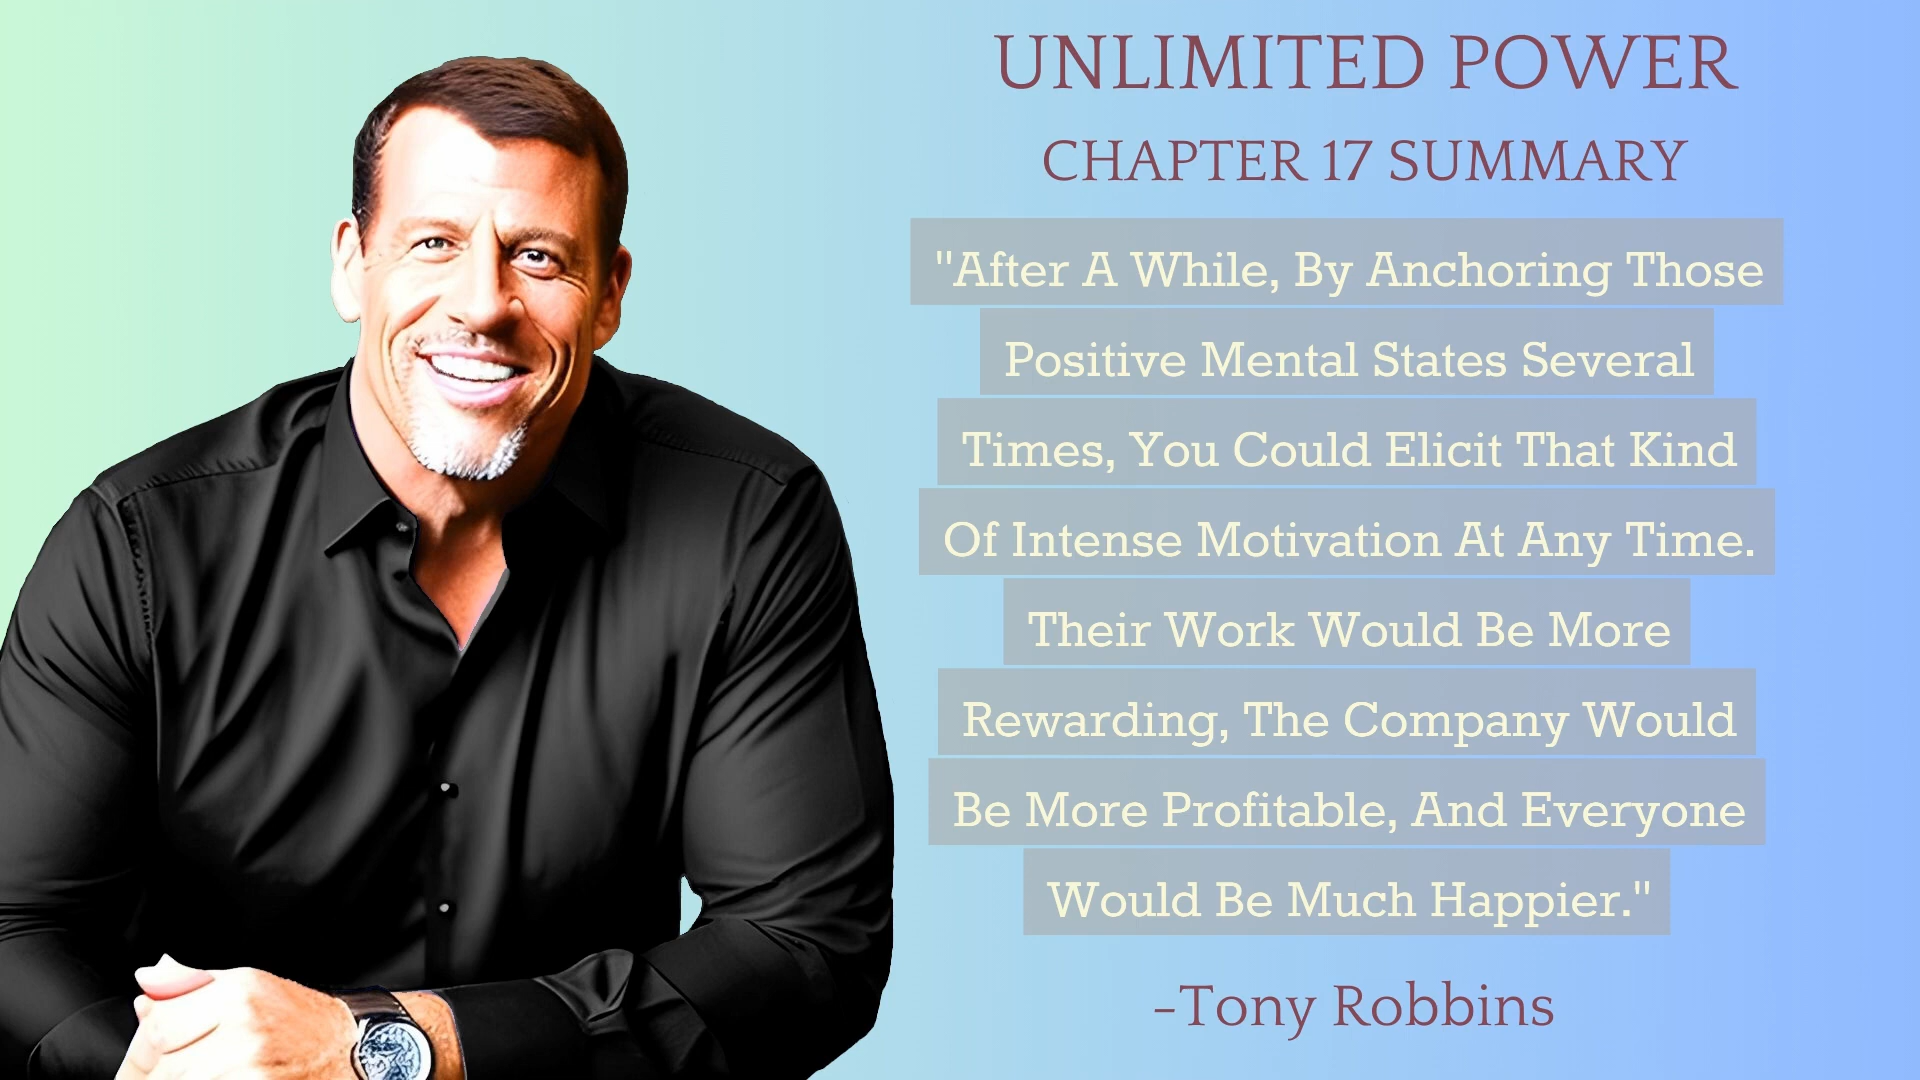 UNLIMITED POWER
CHAPTER 17 SUMMARY
"After A While, By Anchoring Those
Positive Mental States Several
Times, You Could Elicit That Kind
Of Intense Motivation At Any Time.
Their Work Would Be More
Rewarding, The Company Would
Be More Profitable, And Everyone
Would Be Much Happier."
-Tony Robbins